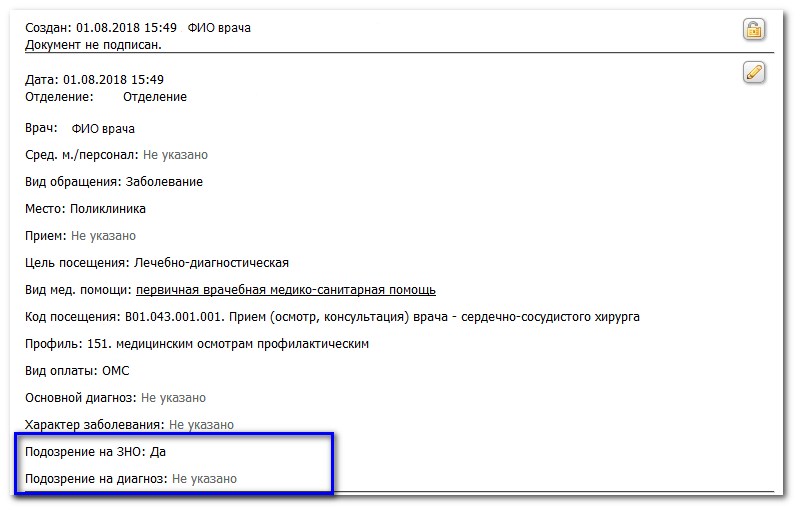 Создан: 01.08.2018 15:49 ФИО врача
Документ не подписан.
Дата: 01.08.2018 15:49
Отделение: Отделение
Врач: ФИО врача
Сред. м./персонал: Не указано
Вид обращения: Заболевание
Место: Поликлиника
Прием: Не указано
Цель посещения: Лечебно-диагностическая
Вид мед. помощи: первичная врачебная медико-санитарная помощь
Код посещения: B01.043.001.001. Прием (осмотр, консультация) врача - сердечно-сосудистого хирурга
Профиль: 151. медицинским осмотрам профилактическим
Вид оплаты: ОМС
Основной диагноз: Не указано
Характер заболевания: Не указано
Подозрение на ЗНО: Да
Подозрение на диагноз: Не указано